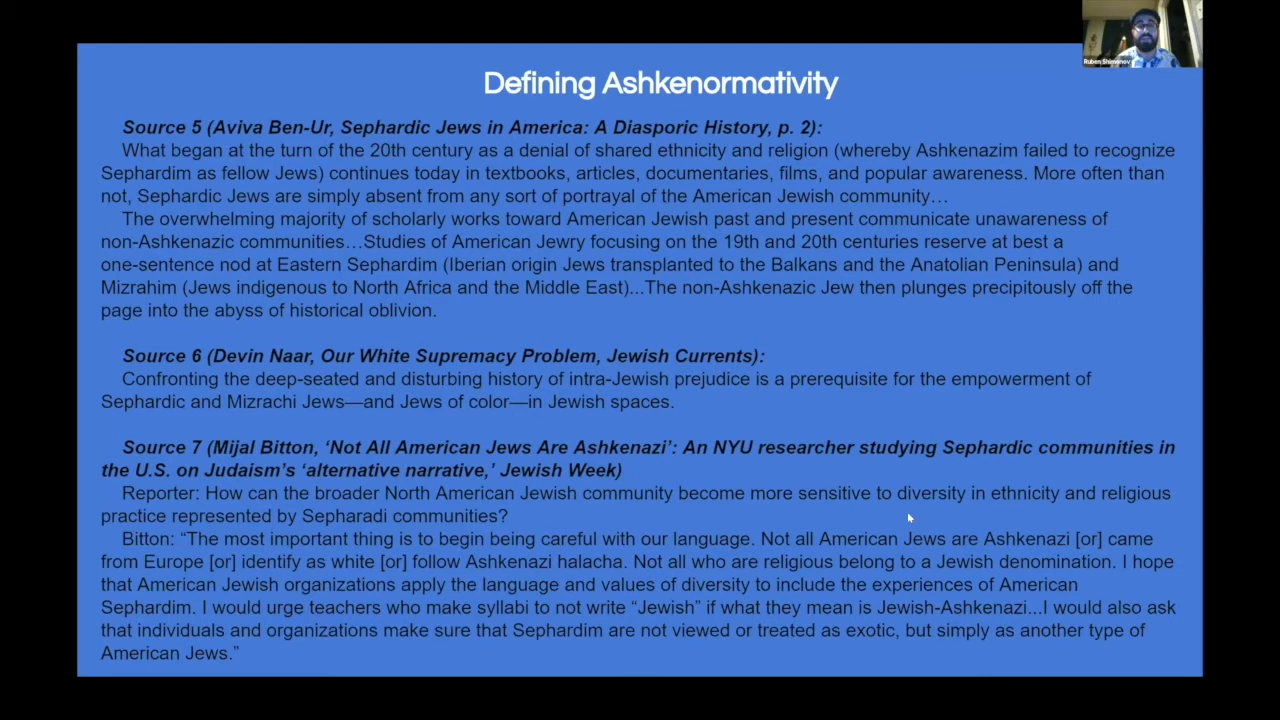 Ruben Shimonov
Defining Ashkenormativity
Source 5 (Aviva Ben-Ur, Sephardic Jews in America: A Diasporic History, p. 2):
What began at the turn of the 20th century as a denial of shared ethnicity and religion (whereby Ashkenazim failed to recognize
Sephardim as fellow Jews) continues today in textbooks, articles, documentaries, films, and popular awareness. More often than
not, Sephardic Jews are simply absent from any sort of portrayal of the American Jewish community…
The overwhelming majority of scholarly works toward American Jewish past and present communicate unawareness of
non-Ashkenazic communities…Studies of American Jewry focusing on the 19th and 20th centuries reserve at best a
one-sentence nod at Eastern Sephardim (Iberian origin Jews transplanted to the Balkans and the Anatolian Peninsula) and
Mizrahim (Jews indigenous to North Africa and the Middle East)...The non-Ashkenazic Jew then plunges precipitously off the
page into the abyss of historical oblivion.
Source 6 (Devin Naar, Our White Supremacy Problem, Jewish Currents):
Confronting the deep-seated and disturbing history of intra-Jewish prejudice is a prerequisite for the empowerment of
Sephardic and Mizrachi Jews—and Jews of color—in Jewish spaces.
Source 7 (Mijal Bitton, ‘Not All American Jews Are Ashkenazi’: An NYU researcher studying Sephardic communities in
the U.S. on Judaism’s ‘alternative narrative,’ Jewish Week)
Reporter: How can the broader North American Jewish community become more sensitive to diversity in ethnicity and religious
practice represented by Sepharadi communities?
Bitton: “The most important thing is to begin being careful with our language. Not all American Jews are Ashkenazi [or] came
from Europe [or] identify as white [or] follow Ashkenazi halacha. Not all who are religious belong to a Jewish denomination. I hope
that American Jewish organizations apply the language and values of diversity to include the experiences of American
Sephardim. I would urge teachers who make syllabi to not write “Jewish” if what they mean is Jewish-Ashkenazi...I would also ask
that individuals and organizations make sure that Sephardim are not viewed or treated as exotic, but simply as another type of
American Jews.”